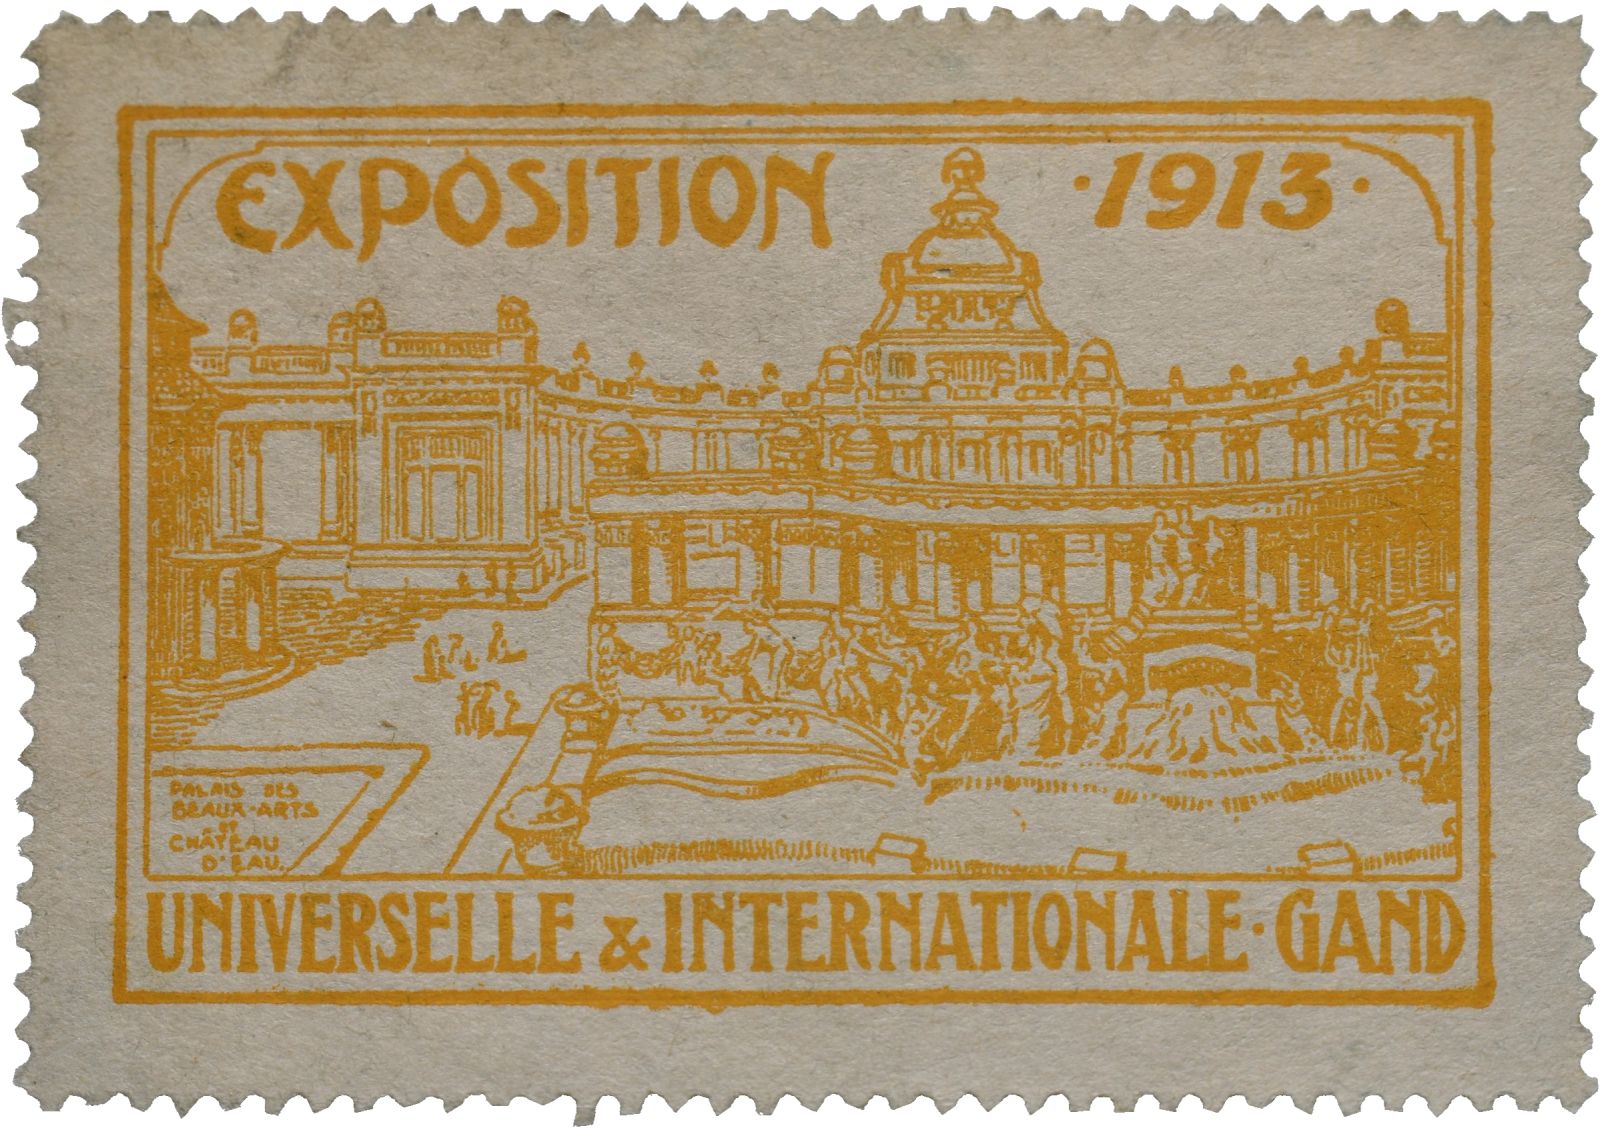 EXPOSITION ·1913·
PALAIS DES
BEAUX-ARTS
et
CHÂTEAU
D'EAU.
UNIVERSELLE & INTERNATIONALE·GAND